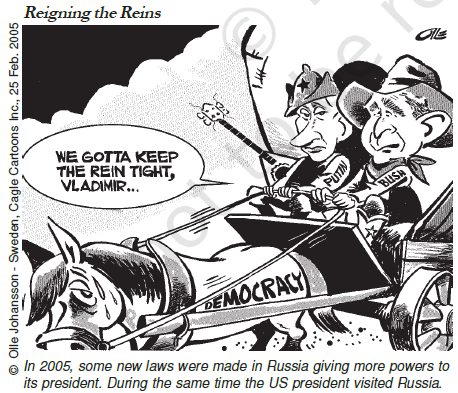 Reigning the Reins
Olle
© Olle Johansson - Sweden, Cagle Cartoons Inc., 25 Feb. 2005
WE GOTTA KEEP
THE REIN TIGHT,
VLADIMIR...
PUTIN
BUSH
DEMOCRACY
In 2005, some new laws were made in Russia giving more powers to
its president. During the same time the US president visited Russia.